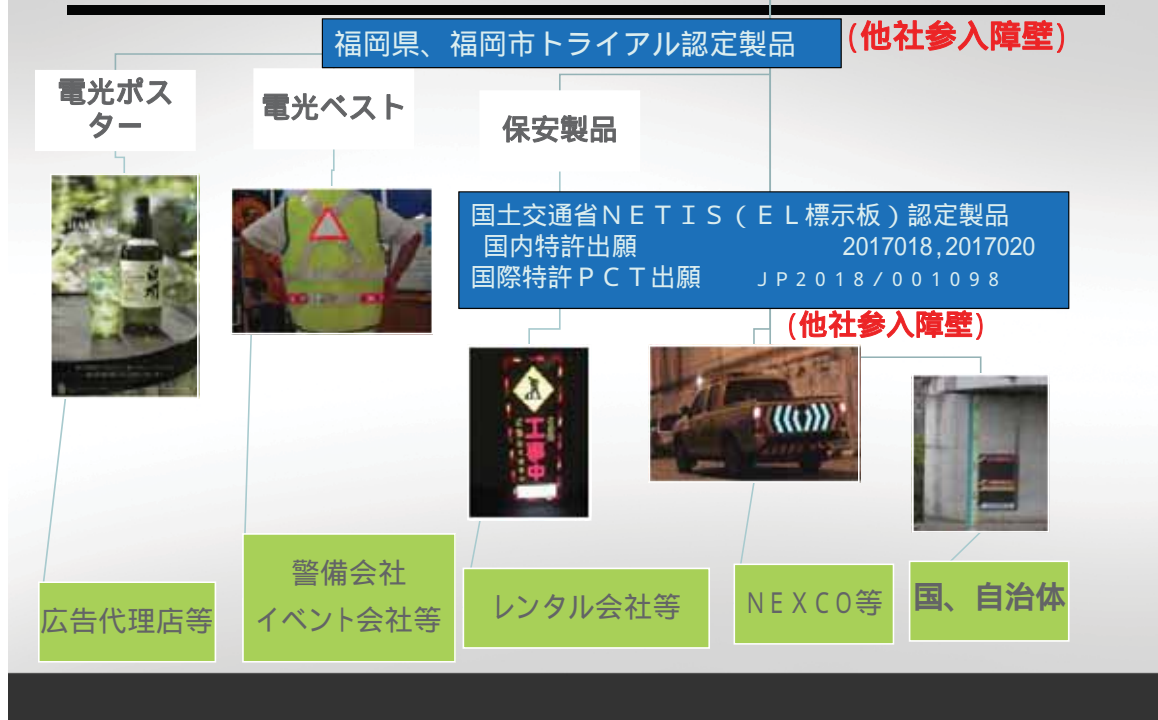 福岡県、福岡市トライアル認定製品
(他社参入障壁)
電光ポス
ター
電光ベスト
保安製品
国土交通省NETIS(EL標示板)認定製品
国内特許出願 2017018,2017020
国際特許PCT出願 JP2018/001098
(他社参入障壁)
白州
工事中
広告代理店等
警備会社
イベント会社等
レンタル会社等
NEXCO等
国、自治体